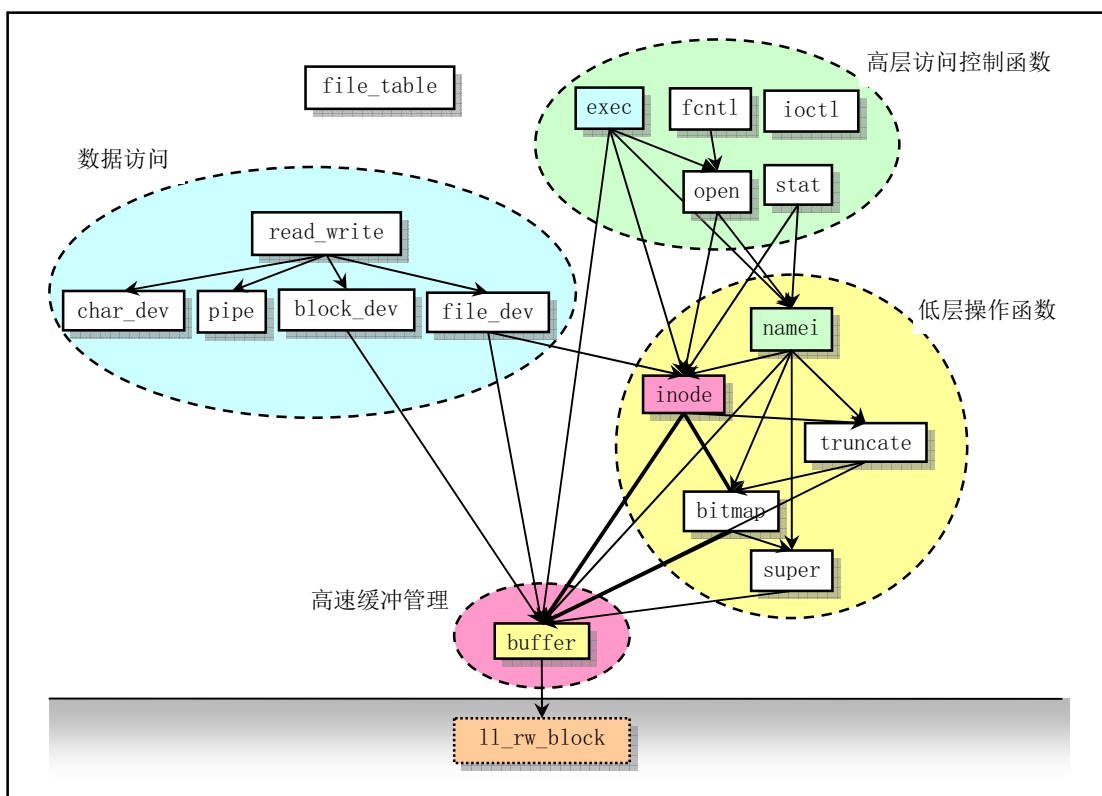 高层访问控制函数
file_table
exec
fcntl
ioctl
数据访问
open
stat
read_write
char_dev
pipe
block_dev
file_dev
namei
低层操作函数
inode
truncate
bitmap
super
高速缓冲管理
buffer
ll_rw_block